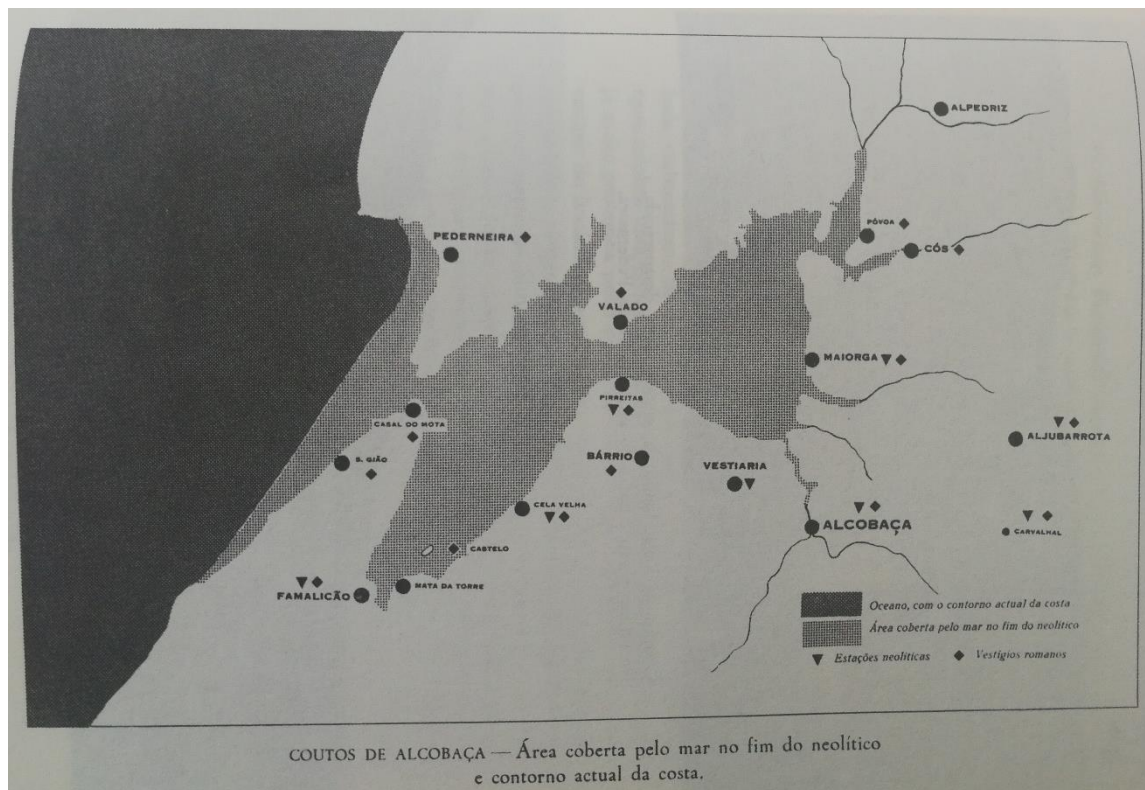 ALPEDRIZ
PÓVOA
PEDERNEIRA
CÓS
VALADO
MAIORGA
PIRREITAS
CASAL DO MOTA
ALJUBARROTA
BÁRRIO
S. GIÃO
VESTIARIA
CELA VELHA
ALCOBAÇA
CARVALHAL
CASTELO
MATA DA TORRE
FAMALICÃO
Oceano, com o contorno actual da costa
Área coberta pelo mar no fim do neolítico
Estações neolíticas Vestígios romanos
COUTOS DE ALCOBAÇA — Área coberta pelo mar no fim do neolítico
e contorno actual da costa.